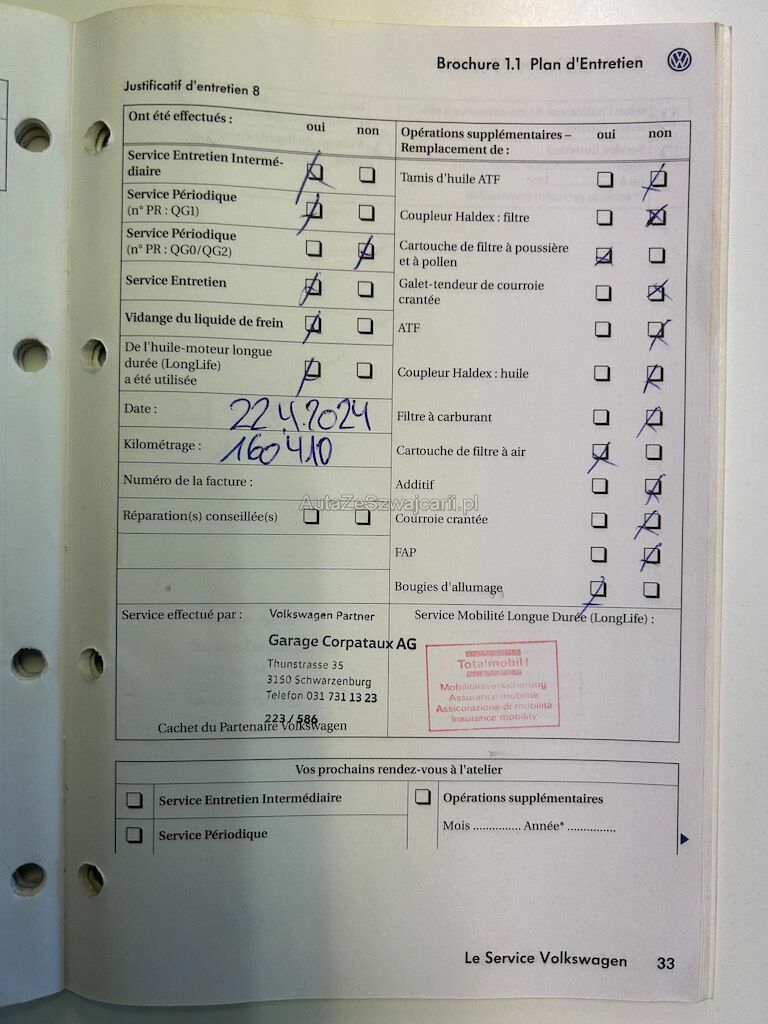 Brochure 1.1 Plan d'Entretien
Justificatif d'entretien 8
Ont été effectués :
oui
non
Service Entretien Intermé-
diaire
Service Périodique
(n° PR : QG1)
Service Périodique
(n° PR : QG0/QG2)
Service Entretien
Vidange du liquide de frein
De l'huile-moteur longue
durée (LongLife)
a été utilisée
Date : 22.4.2024
Kilométrage : 160410
Numéro de la facture :
Réparation(s) conseillée(s)
Opérations supplémentaires –
Remplacement de :
oui
non
Tamis d'huile ATF
Coupleur Haldex : filtre
Cartouche de filtre à poussière
et à pollen
Galet-tendeur de courroie
crantée
ATF
Coupleur Haldex : huile
Filtre à carburant
Cartouche de filtre à air
Additif
Courroie crantée
FAP
Bougies d'allumage
AutaZeSzwajcarii.pl
Service effectué par :
Volkswagen Partner
Garage Corpataux AG
Thunstrasse 35
3150 Schwarzenburg
Telefon 031 731 13 23
223 / 586
Cachet du Partenaire Volkswagen
Service Mobilité Longue Durée (LongLife) :
Totalmobil!
Mobilitätsversicherung
Assurance mobilité
Assicurazione di mobilità
Insurance mobility
Vos prochains rendez-vous à l'atelier
Service Entretien Intermédiaire
Service Périodique
Opérations supplémentaires
Mois ............... Année* ...............
Le Service Volkswagen 33